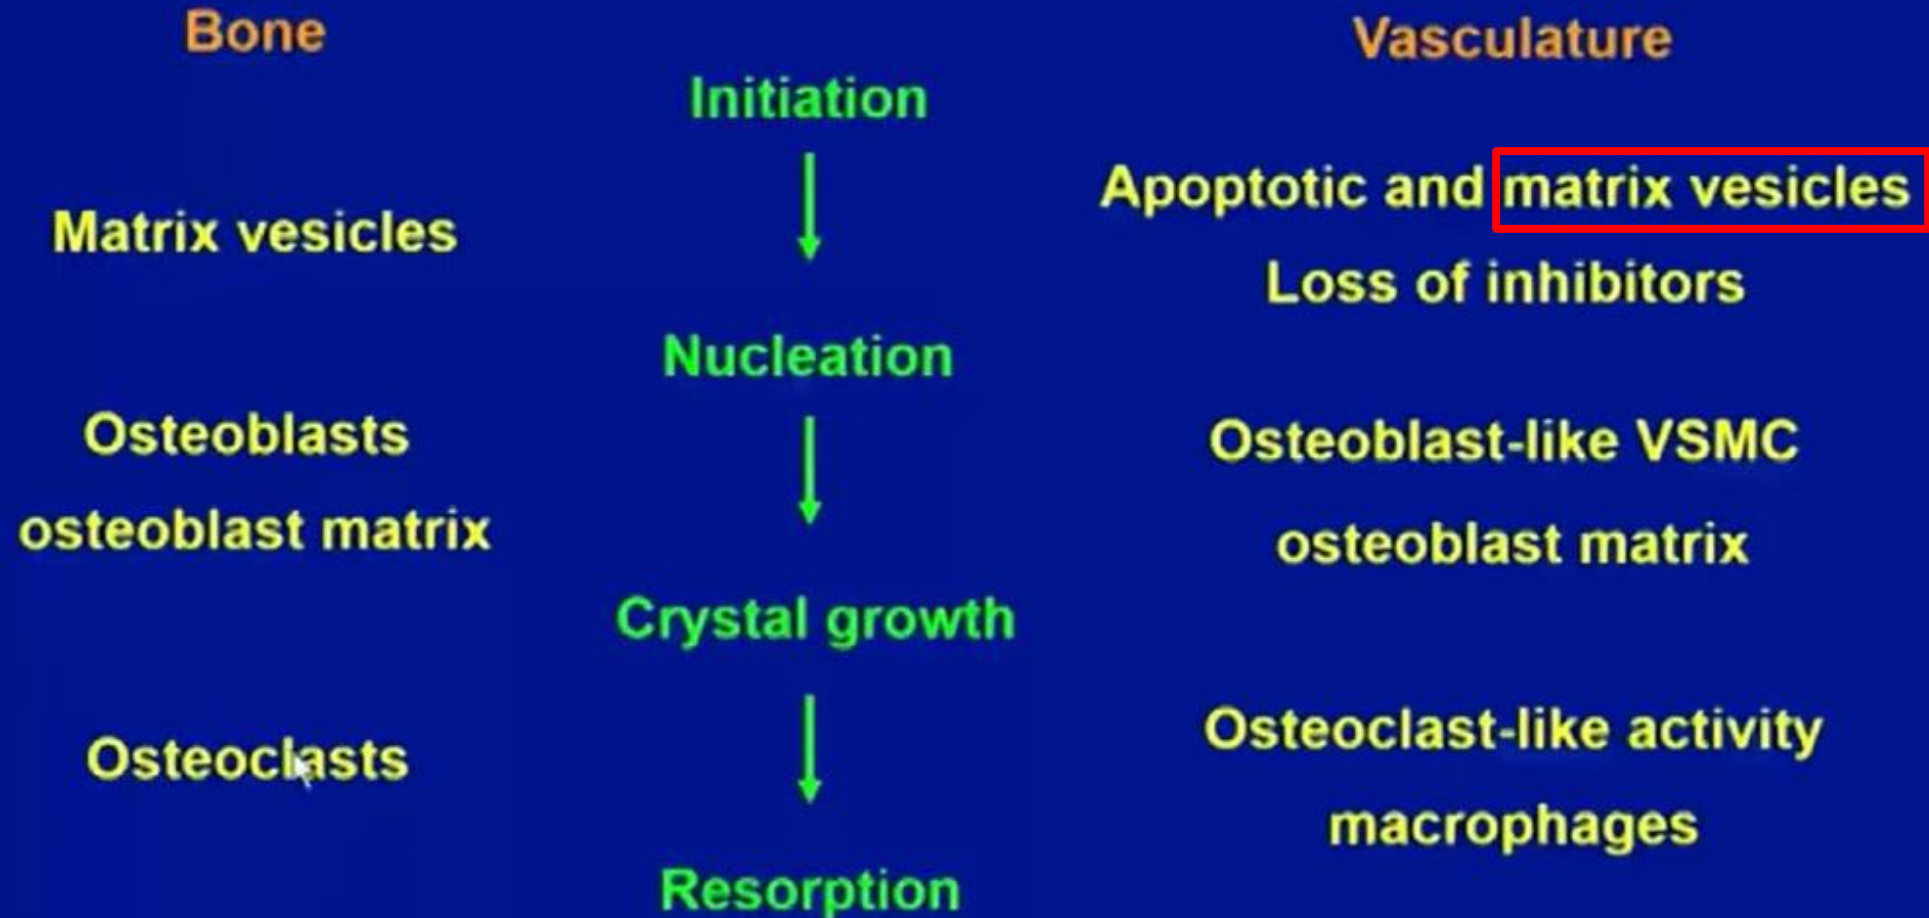 Bone
Vasculature
Initiation
Apoptotic and matrix vesicles
Matrix vesicles
Loss of inhibitors
Nucleation
Osteoblasts
Osteoblast-like VSMC
osteoblast matrix
osteoblast matrix
Crystal growth
Osteoclast-like activity
Osteoclasts
macrophages
Resorption